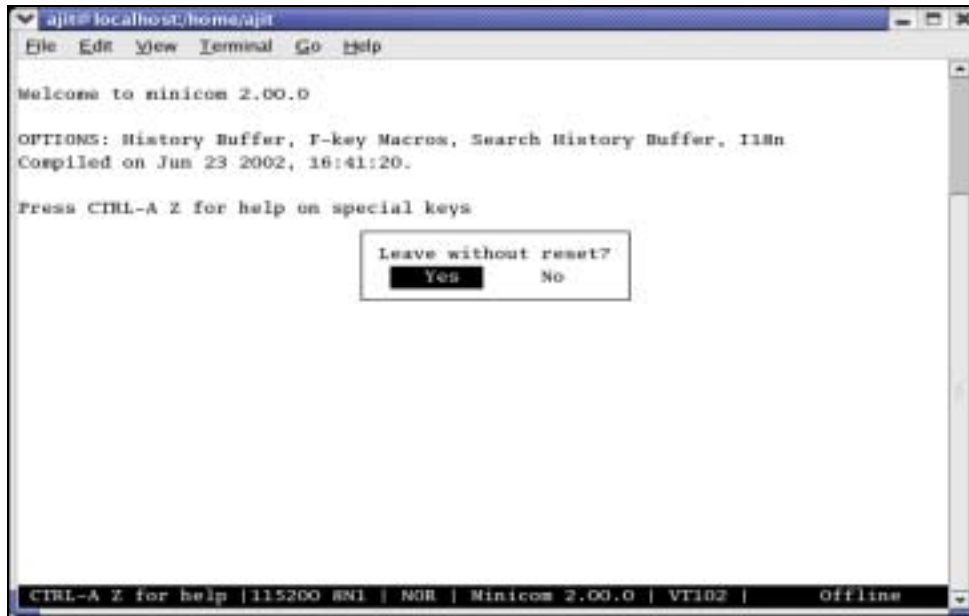 ajit@localhost:/home/ajit
File Edit View Terminal Go Help
Welcome to minicom 2.00.0
OPTIONS: History Buffer, F-key Macros, Search History Buffer, I18n
Compiled on Jun 23 2002, 16:41:20.
Press CTRL-A Z for help on special keys
Leave without reset?
Yes No
CTRL-A Z for help |115200 8N1 | NOR | Minicom 2.00.0 | VT102 | Offline